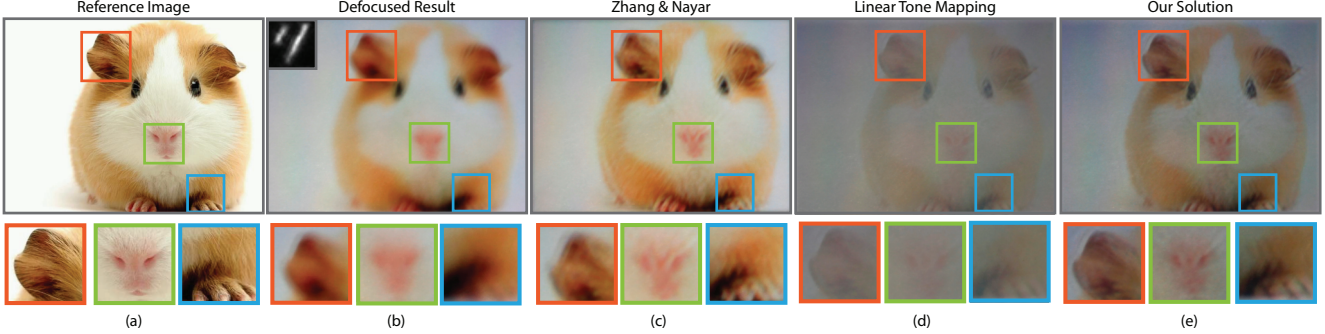 Reference Image
Defocused Result
Zhang & Nayar
Linear Tone Mapping
Our Solution
(a)
(b)
(c)
(d)
(e)